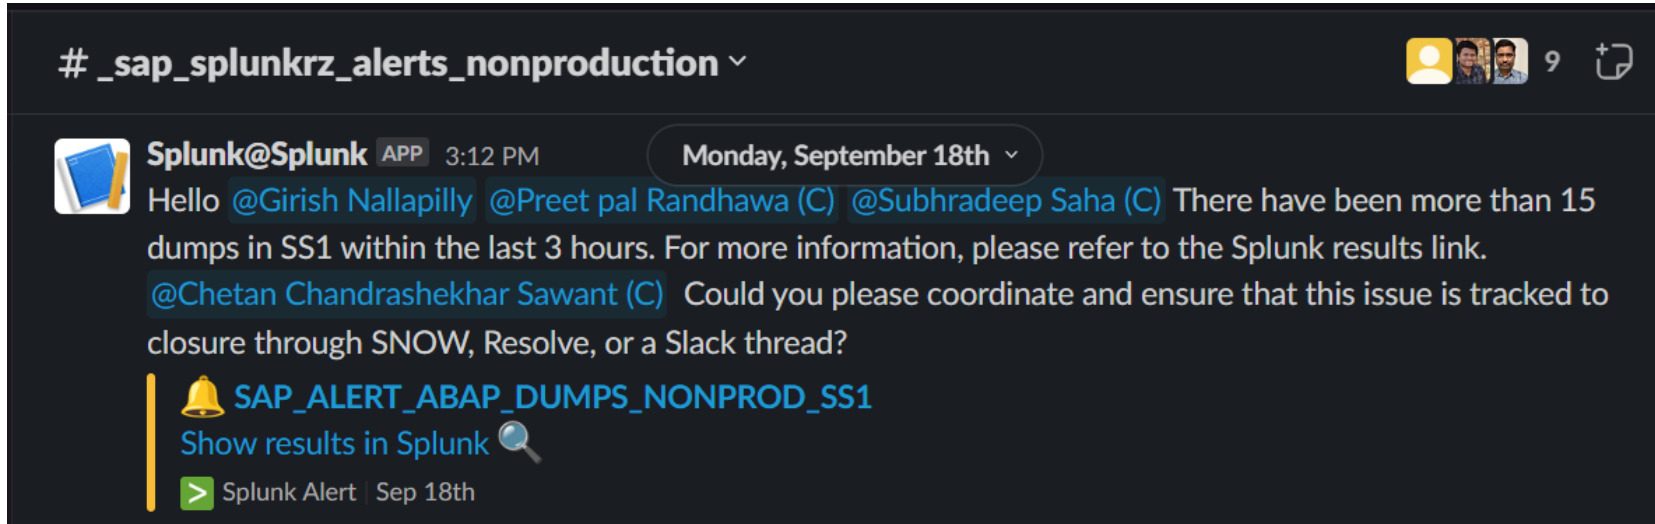 # _sap_splunkrz_alerts_nonproduction
9
Splunk@Splunk APP 3:12 PM
Monday, September 18th
Hello @Girish Nallapilly @Preet pal Randhawa (C) @Subhradeep Saha (C) There have been more than 15
dumps in SS1 within the last 3 hours. For more information, please refer to the Splunk results link.
@Chetan Chandrashekhar Sawant (C) Could you please coordinate and ensure that this issue is tracked to
closure through SNOW, Resolve, or a Slack thread?
SAP_ALERT_ABAP_DUMPS_NONPROD_SS1
Show results in Splunk
Splunk Alert | Sep 18th